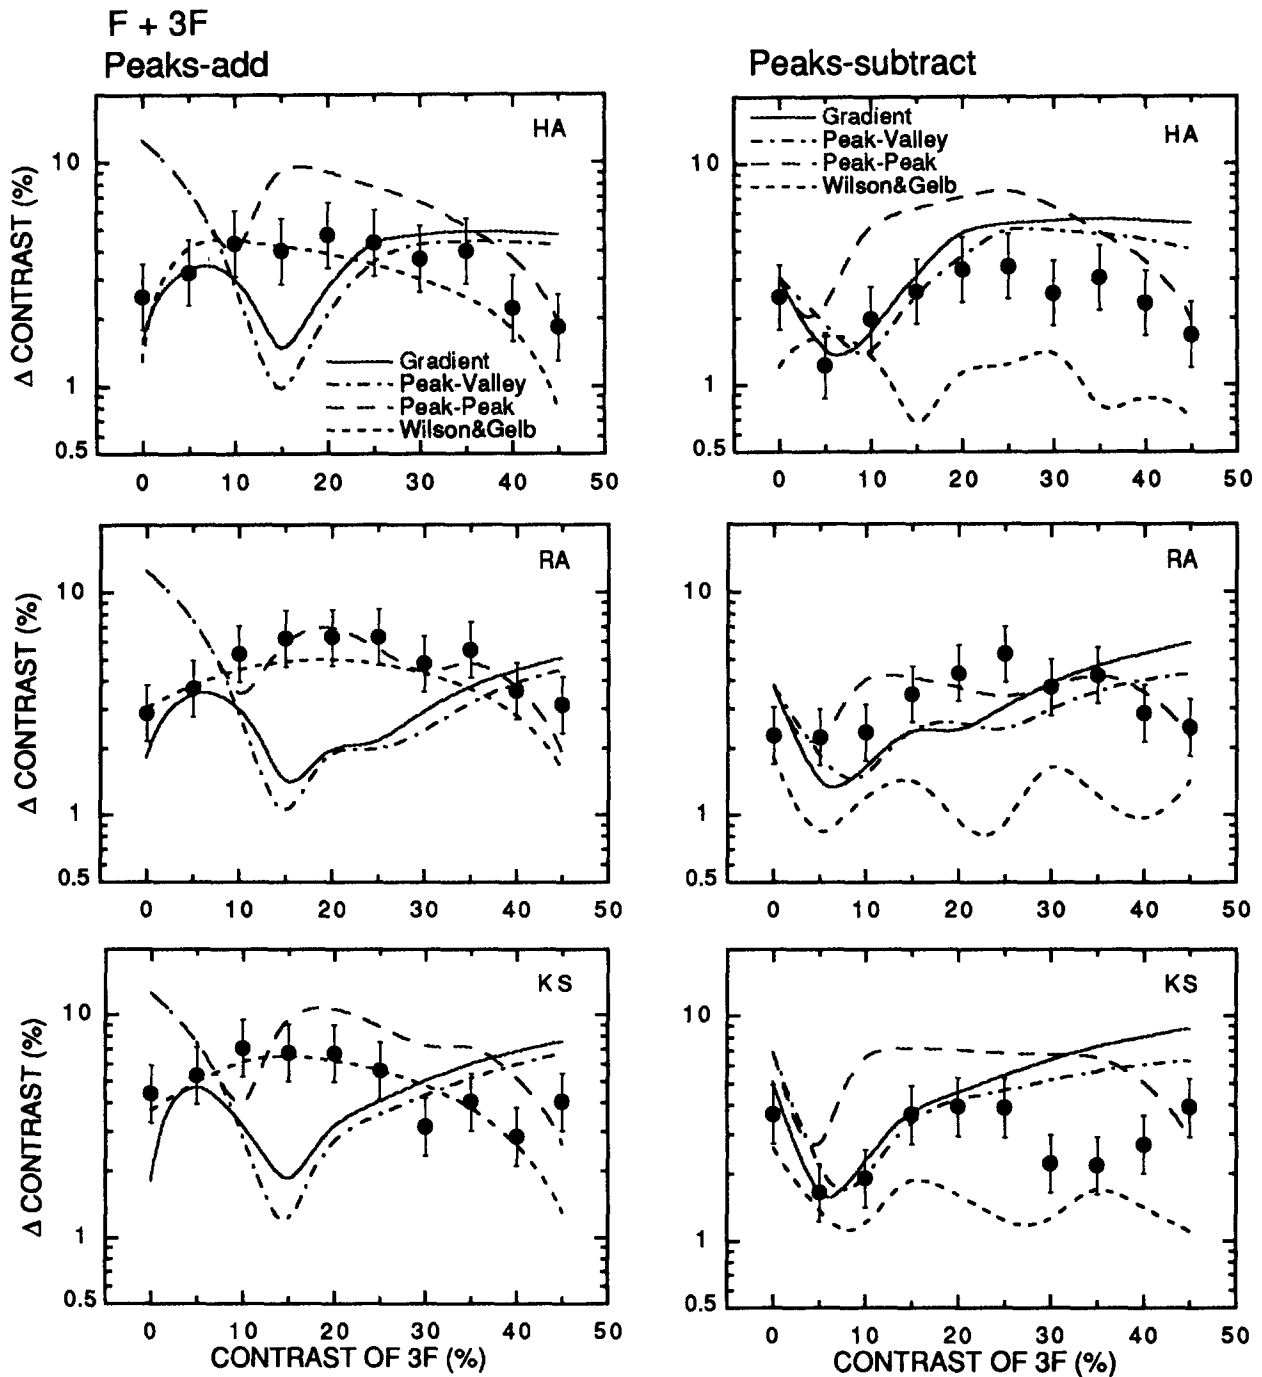 F + 3F
Peaks-add
Peaks-subtract
HA
10
1
0.5
Δ CONTRAST (%)
Gradient
Peak-Valley
Peak-Peak
Wilson&Gelb
0 10 20 30 40 50
Gradient
Peak-Valley
Peak-Peak
Wilson&Gelb
HA
10
1
0.5
0 10 20 30 40 50
RA
10
1
0.5
Δ CONTRAST (%)
0 10 20 30 40 50
RA
10
1
0.5
0 10 20 30 40 50
KS
10
1
0.5
Δ CONTRAST (%)
0 10 20 30 40 50
CONTRAST OF 3F (%)
KS
10
1
0.5
0 10 20 30 40 50
CONTRAST OF 3F (%)